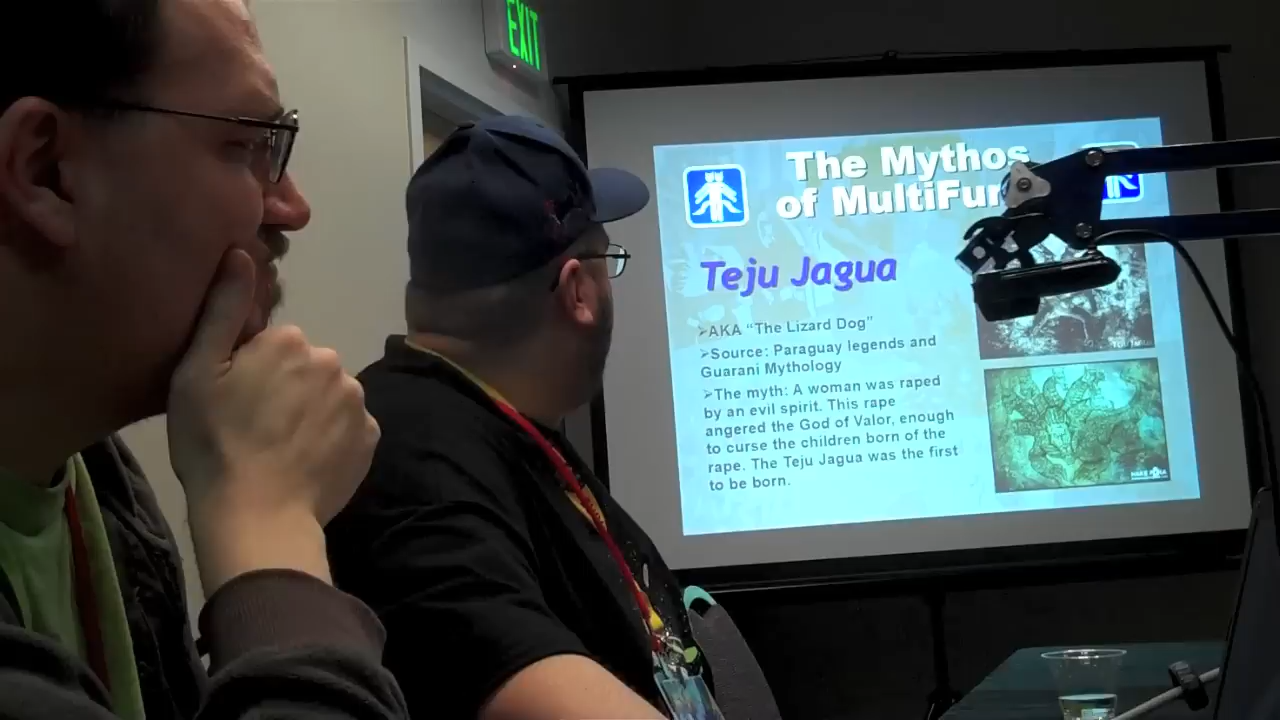 EXIT
The Mythos
of MultiFur
Teju Jagua
➢AKA "The Lizard Dog"
➢Source: Paraguay legends and
Guarani Mythology
➢The myth: A woman was raped
by an evil spirit. This rape
angered the God of Valor, enough
to curse the children born of the
rape. The Teju Jagua was the first
to be born.